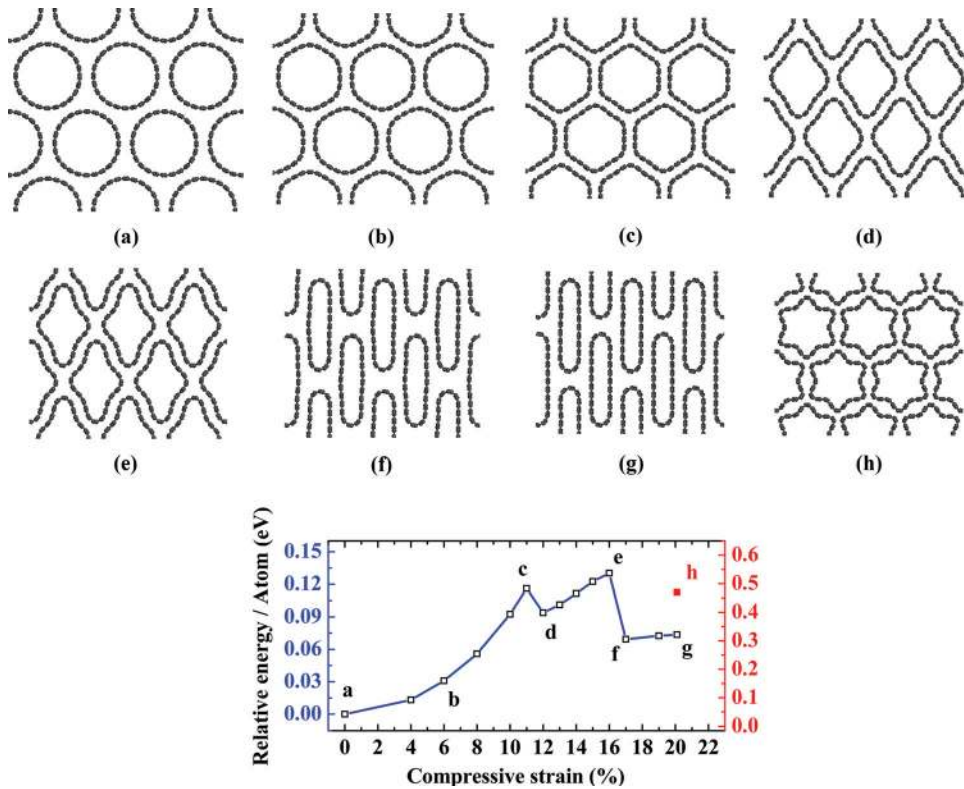 (a) (b) (c) (d)
(e) (f) (g) (h)
Relative energy / Atom (eV)
0.15
0.12
0.09
0.06
0.03
0.00
a
b
c
d
e
f
g
h
0.6
0.5
0.4
0.3
0.2
0.1
0.0
0 2 4 6 8 10 12 14 16 18 20 22
Compressive strain (%)